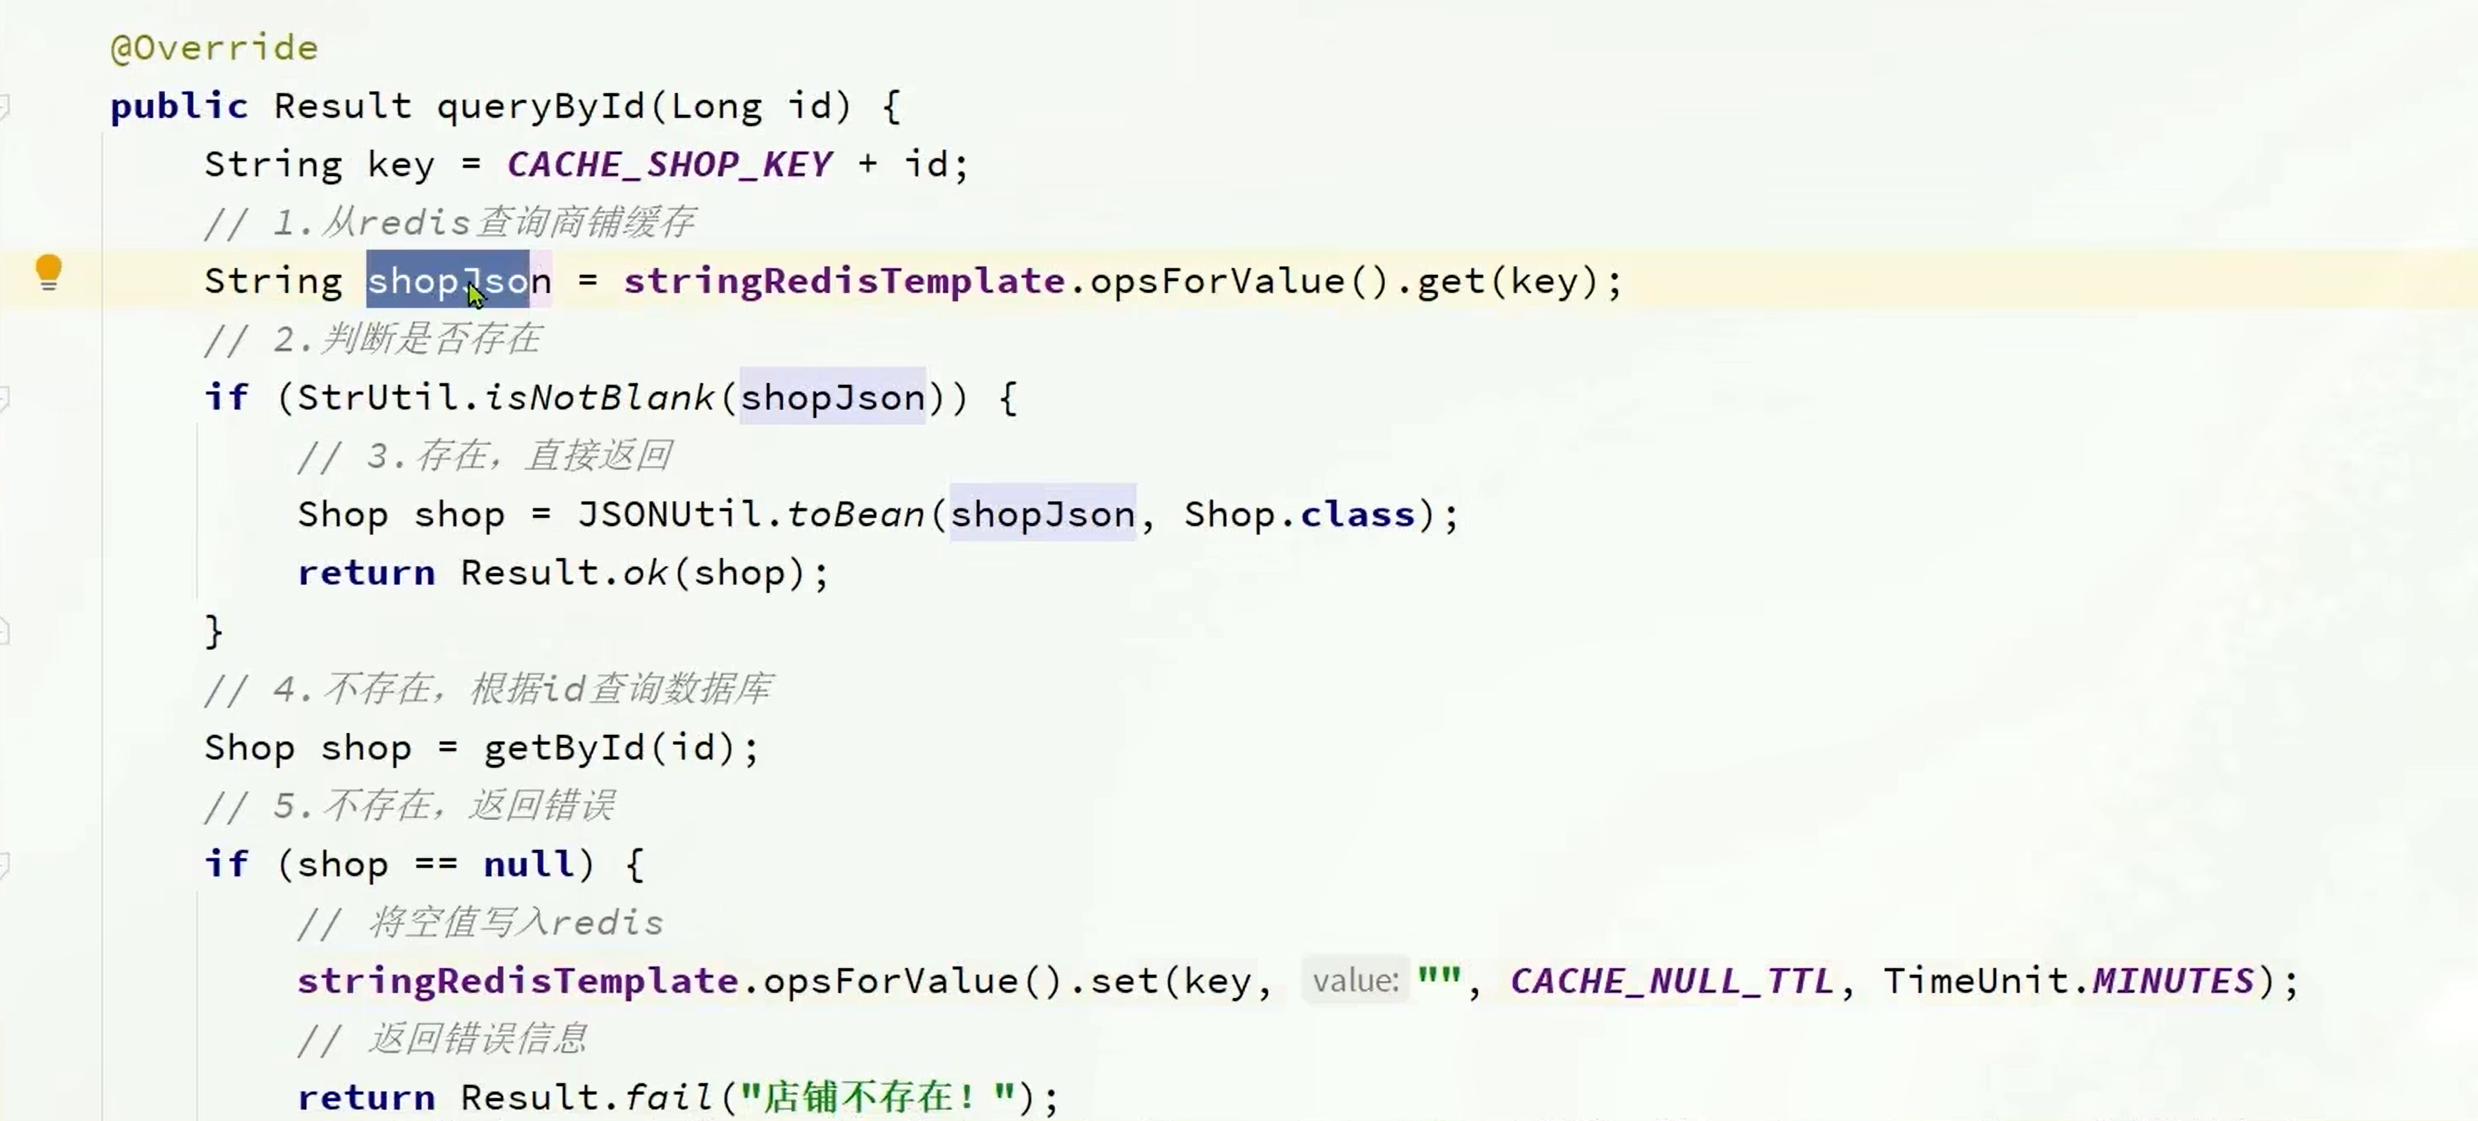 @Override
public Result queryById(Long id) {
String key = CACHE_SHOP_KEY + id;
// 1.从redis查询商铺缓存
String shopJson = stringRedisTemplate.opsForValue().get(key);
// 2.判断是否存在
if (StrUtil.isNotBlank(shopJson)) {
// 3.存在，直接返回
Shop shop = JSONUtil.toBean(shopJson, Shop.class);
return Result.ok(shop);
}
// 4.不存在，根据id查询数据库
Shop shop = getById(id);
// 5.不存在，返回错误
if (shop == null) {
// 将空值写入redis
stringRedisTemplate.opsForValue().set(key, value: "", CACHE_NULL_TTL, TimeUnit.MINUTES);
// 返回错误信息
return Result.fail("店铺不存在！");